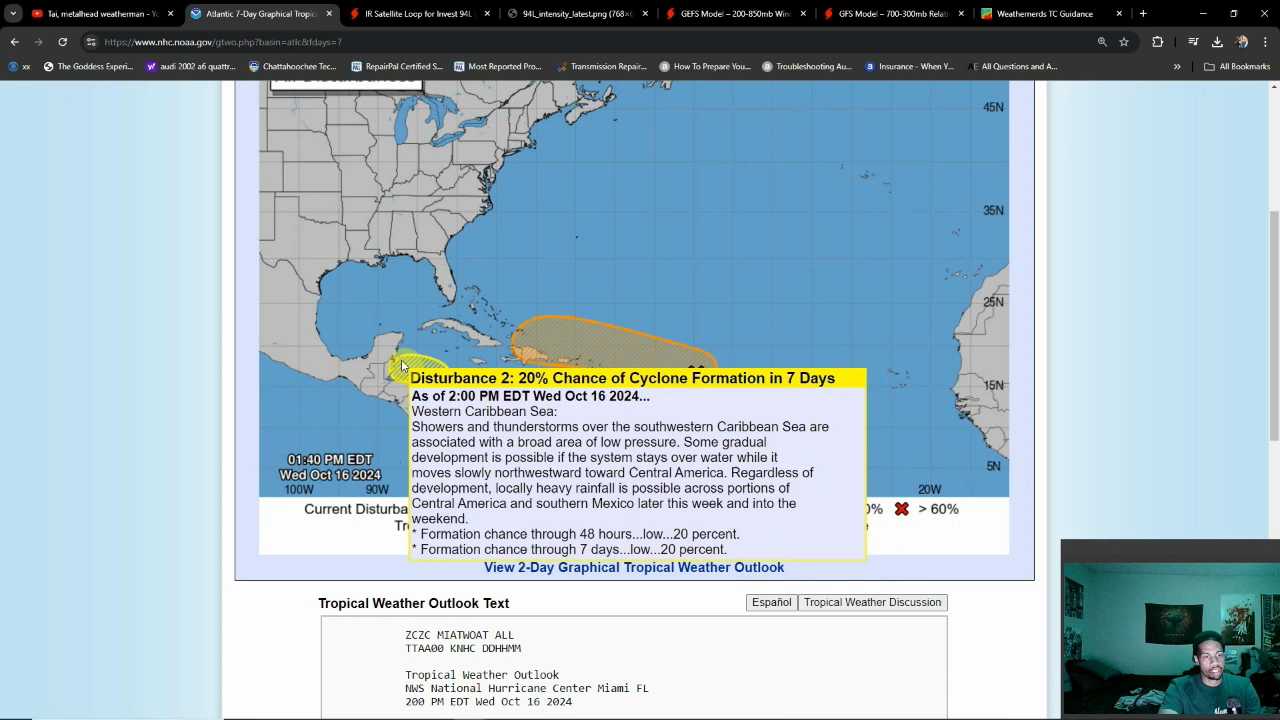 Tai, metalhead weatherman -
Atlantic 7-Day Graphical Tropic
IR Satellite Loop for Invest 94L
94L_intensity_latest.png (768×
GEFS Model – 200-850mb Win
GFS Model – 700-300mb Relat
Weathernerds TC Guidance
https://www.nhc.noaa.gov/gtwo.php?basin=atlc&fdays=7
xx
The Goddess Experi...
audi 2002 a6 quattr...
Chattahoochee Tec...
RepairPal Certified S...
Most Reported Pro...
Transmission Repair...
How To Prepare You...
Troubleshooting Au...
Insurance - When Y...
All Questions and A...
All Bookmarks
45N
35N
25N
15N
5N
01:40 PM EDT
Wed Oct 16 2024
100W
90W
20W
Disturbance 2: 20% Chance of Cyclone Formation in 7 Days
As of 2:00 PM EDT Wed Oct 16 2024...
Western Caribbean Sea:
Showers and thunderstorms over the southwestern Caribbean Sea are
associated with a broad area of low pressure. Some gradual
development is possible if the system stays over water while it
moves slowly northwestward toward Central America. Regardless of
development, locally heavy rainfall is possible across portions of
Central America and southern Mexico later this week and into the
weekend.
* Formation chance through 48 hours...low...20 percent.
* Formation chance through 7 days...low...20 percent.
Current Disturba
0%
> 60%
View 2-Day Graphical Tropical Weather Outlook
Tropical Weather Outlook Text
Español
Tropical Weather Discussion
ZCZC MIATWOAT ALL
TTAA00 KNHC DDHHMM
Tropical Weather Outlook
NWS National Hurricane Center Miami FL
200 PM EDT Wed Oct 16 2024